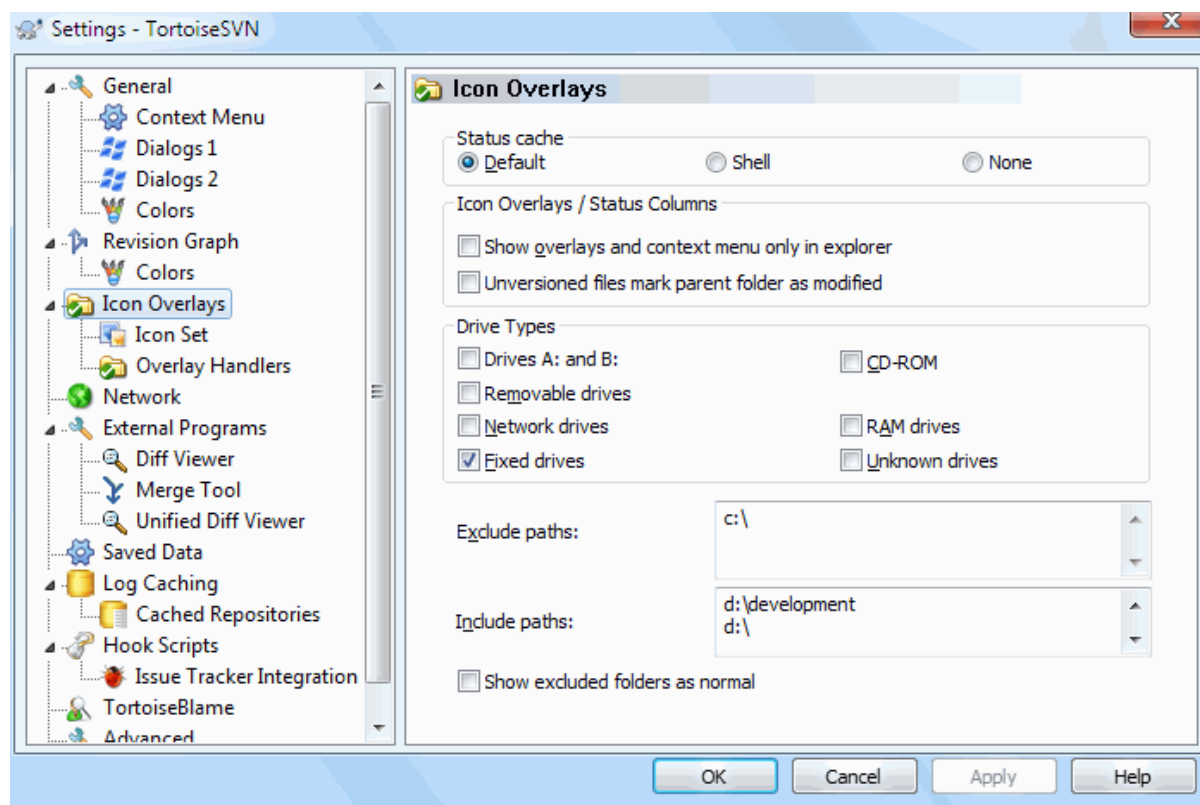 Settings - TortoiseSVN
General
Context Menu
Dialogs 1
Dialogs 2
Colors
Revision Graph
Colors
Icon Overlays
Icon Set
Overlay Handlers
Network
External Programs
Diff Viewer
Merge Tool
Unified Diff Viewer
Saved Data
Log Caching
Cached Repositories
Hook Scripts
Issue Tracker Integration
TortoiseBlame
Advanced
Icon Overlays
Status cache
Default
Shell
None
Icon Overlays / Status Columns
Show overlays and context menu only in explorer
Unversioned files mark parent folder as modified
Drive Types
Drives A: and B:
CD-ROM
Removable drives
Network drives
RAM drives
Fixed drives
Unknown drives
Exclude paths:
c:\
Include paths:
d:\development
d:\
Show excluded folders as normal
OK
Cancel
Apply
Help